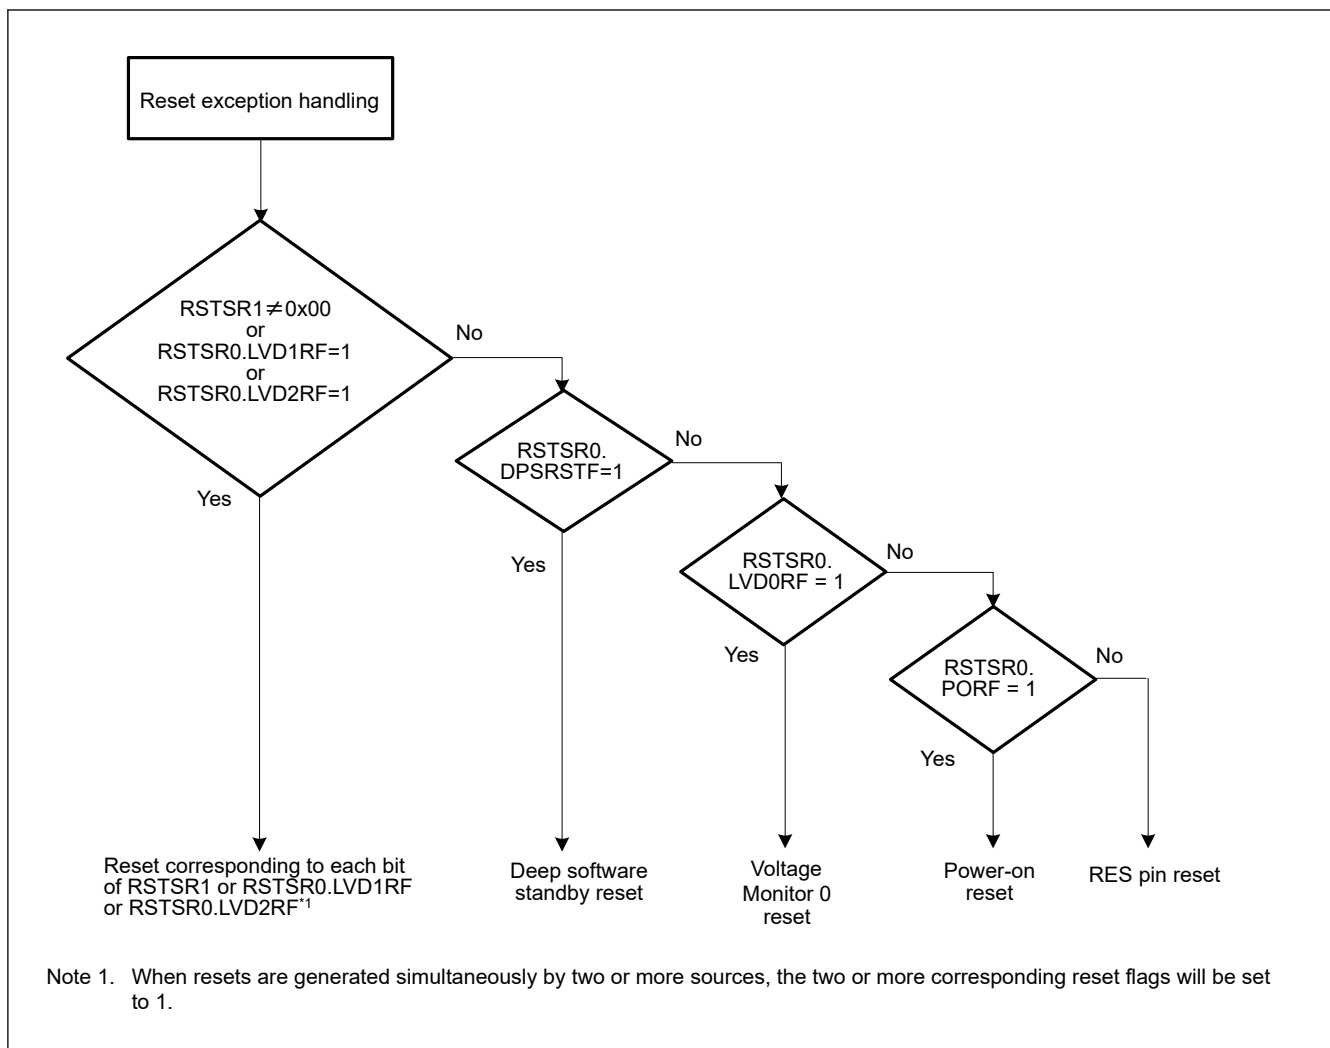 Reset exception handling
RSTSR1≠0x00
or
RSTSR0.LVD1RF=1
or
RSTSR0.LVD2RF=1
No
Yes
RSTSR0.
DPSRSTF=1
No
Yes
RSTSR0.
LVD0RF = 1
No
Yes
RSTSR0.
PORF = 1
No
Yes
Reset corresponding to each bit
of RSTSR1 or RSTSR0.LVD1RF
or RSTSR0.LVD2RF*1
Deep software
standby reset
Voltage
Monitor 0
reset
Power-on
reset
RES pin reset
Note 1. When resets are generated simultaneously by two or more sources, the two or more corresponding reset flags will be set
to 1.